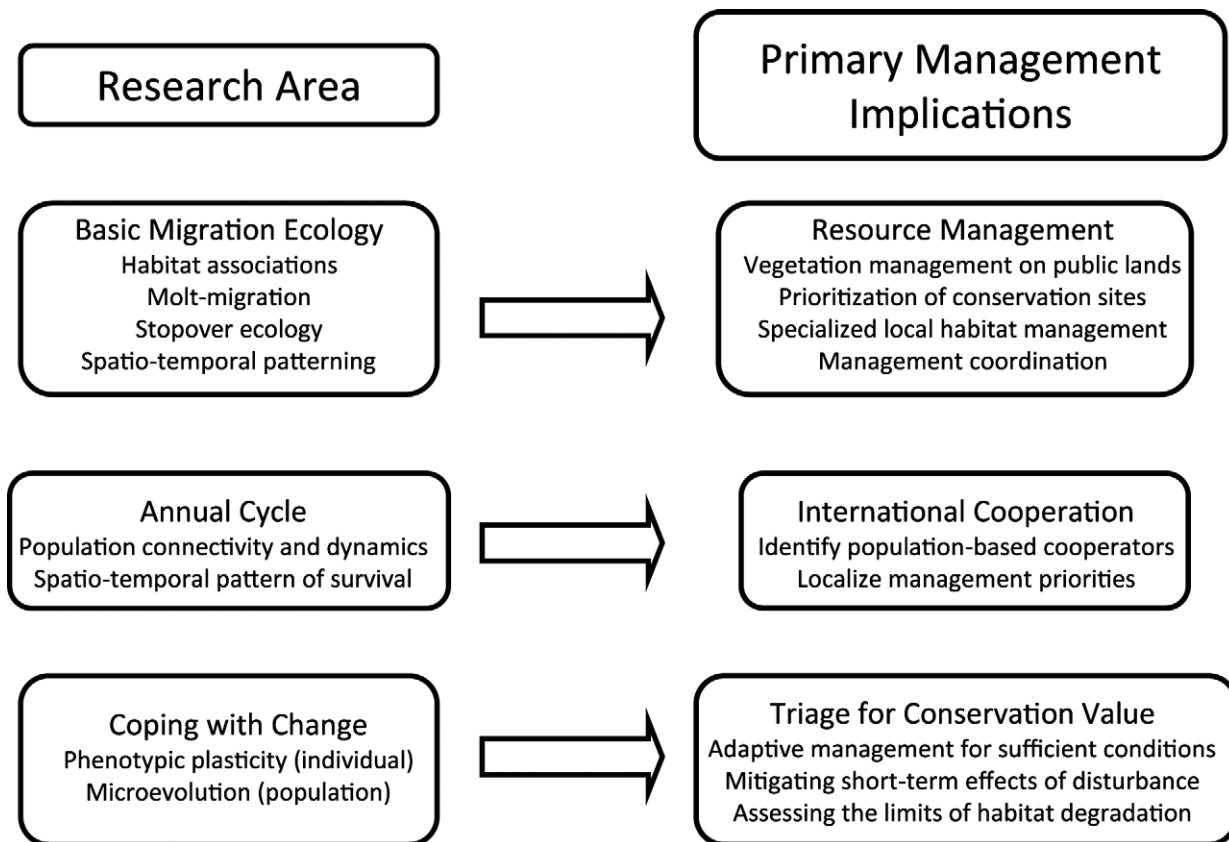 Research Area
Primary Management
Implications
Basic Migration Ecology
Habitat associations
Molt-migration
Stopover ecology
Spatio-temporal patterning
Resource Management
Vegetation management on public lands
Prioritization of conservation sites
Specialized local habitat management
Management coordination
Annual Cycle
Population connectivity and dynamics
Spatio-temporal pattern of survival
International Cooperation
Identify population-based cooperators
Localize management priorities
Coping with Change
Phenotypic plasticity (individual)
Microevolution (population)
Triage for Conservation Value
Adaptive management for sufficient conditions
Mitigating short-term effects of disturbance
Assessing the limits of habitat degradation